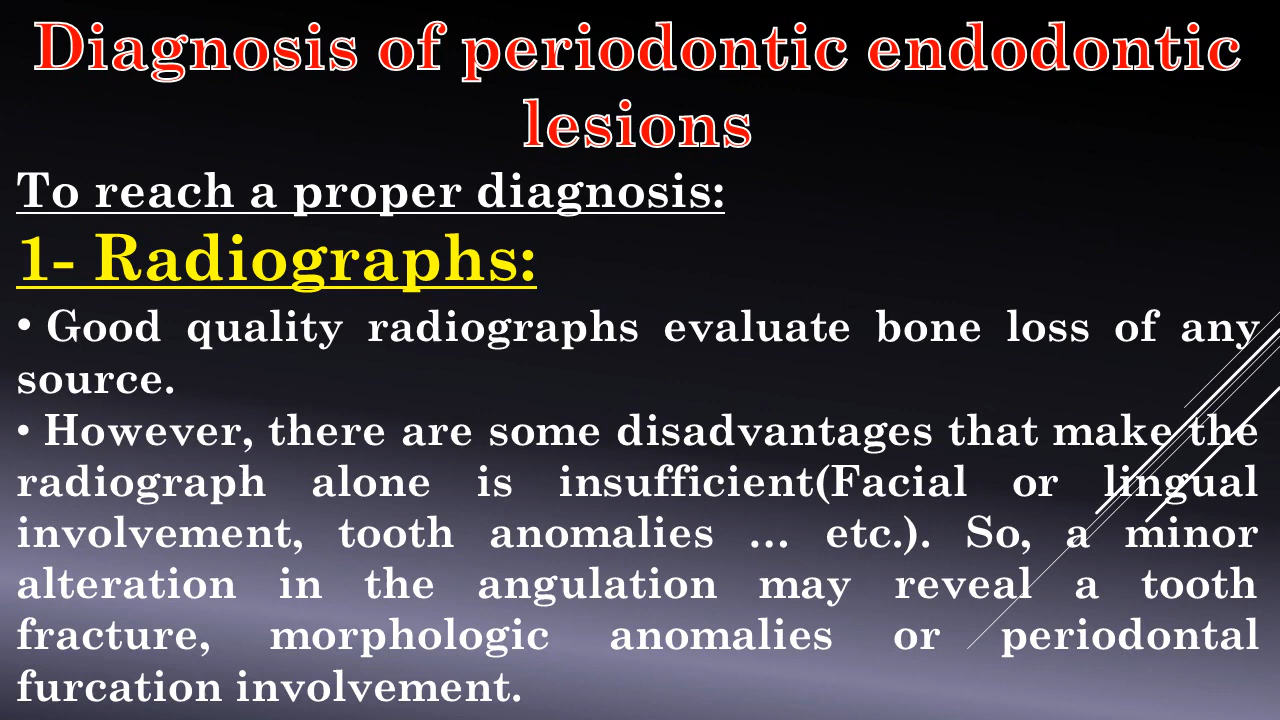 Diagnosis of periodontic endodontic
lesions
To reach a proper diagnosis:
1- Radiographs:
• Good quality radiographs evaluate bone loss of any
source.
• However, there are some disadvantages that make the
radiograph alone is insufficient(Facial or lingual
involvement, tooth anomalies … etc.). So, a minor
alteration in the angulation may reveal a tooth
fracture, morphologic anomalies or periodontal
furcation involvement.